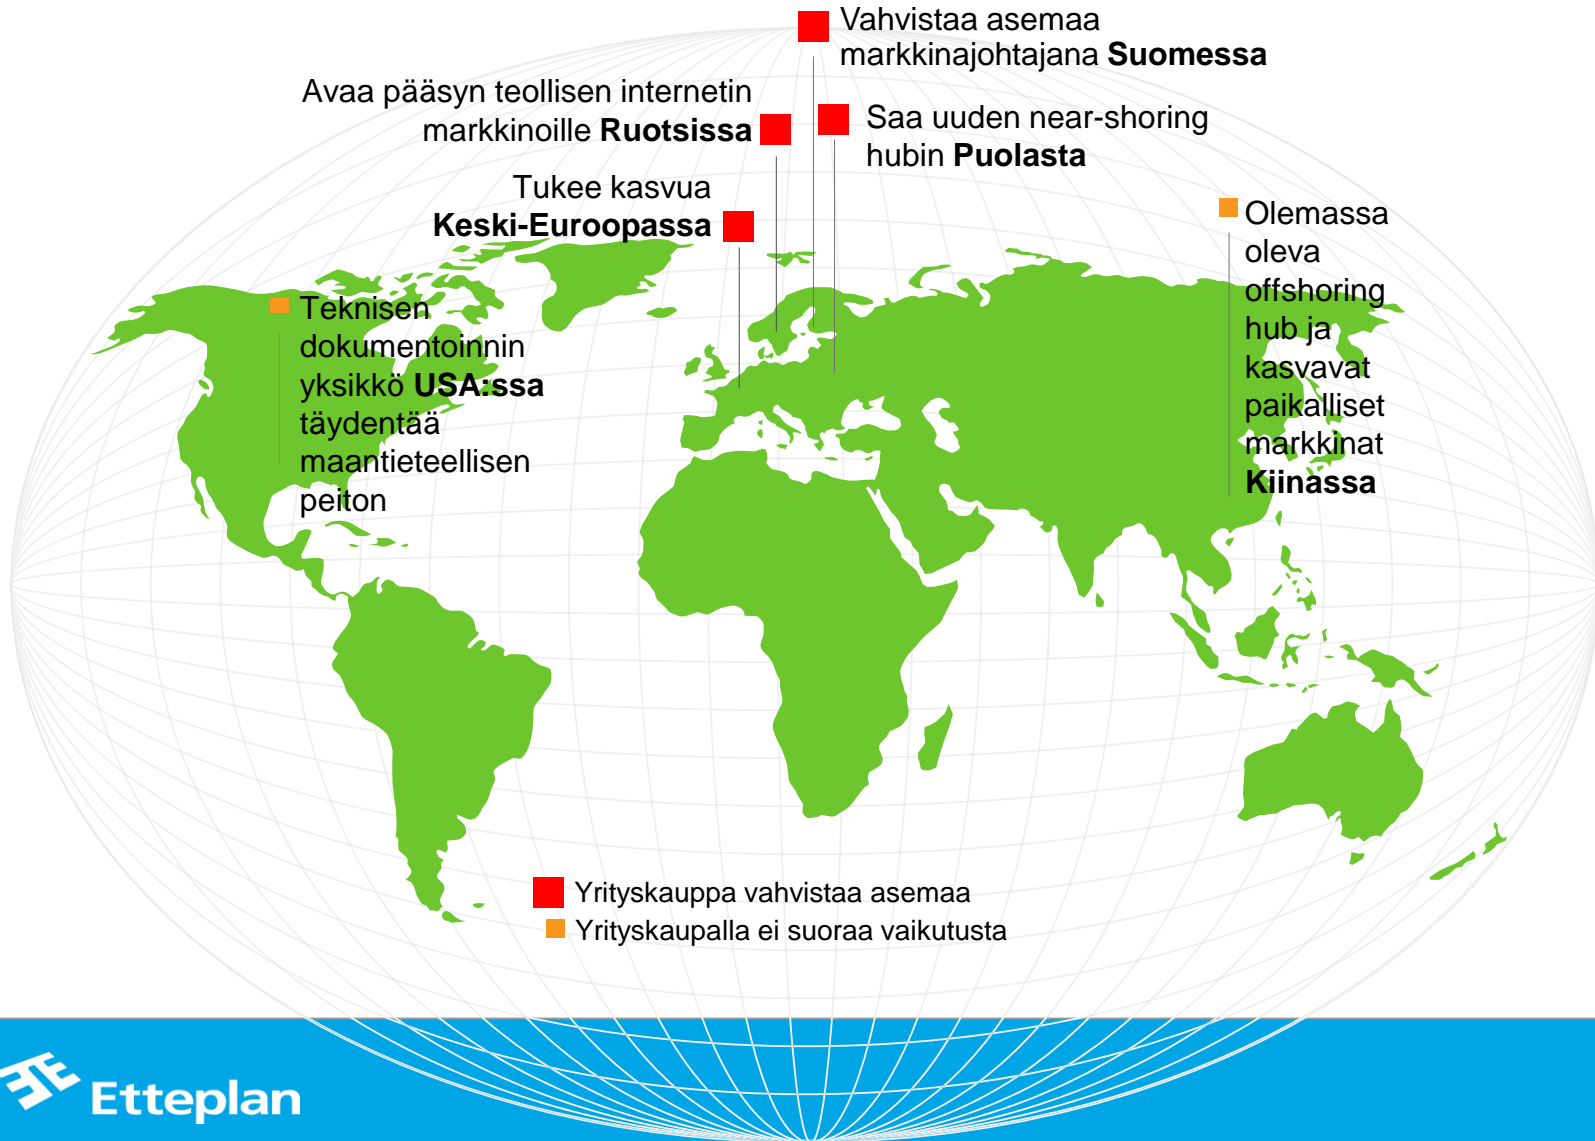 Vahvistaa asemaa
markkinajohtajana Suomessa
Avaa pääsyn teollisen internetin
markkinoille Ruotsissa
Saa uuden near-shoring
hubin Puolasta
Tukee kasvua
Keski-Euroopassa
Olemassa
oleva
offshoring
hub ja
kasvavat
paikalliset
markkinat
Kiinassa
Teknisen
dokumentoinnin
yksikkö USA:ssa
täydentää
maantieteellisen
peiton
Yrityskauppa vahvistaa asemaa
Yrityskaupalla ei suoraa vaikutusta
Etteplan